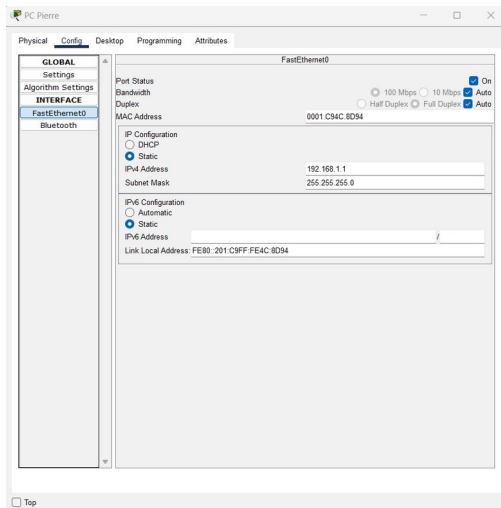 PC Pierre
Physical Config Desktop Programming Attributes
GLOBAL
Settings
Algorithm Settings
INTERFACE
FastEthernet0
Bluetooth
FastEthernet0
Port Status On
Bandwidth 100 Mbps 10 Mbps Auto
Duplex Half Duplex Full Duplex Auto
MAC Address 0001.C94C.8D94
IP Configuration
DHCP
Static
IPv4 Address 192.168.1.1
Subnet Mask 255.255.255.0
IPv6 Configuration
Automatic
Static
IPv6 Address /
Link Local Address: FE80::201:C9FF:FE4C:8D94
Top